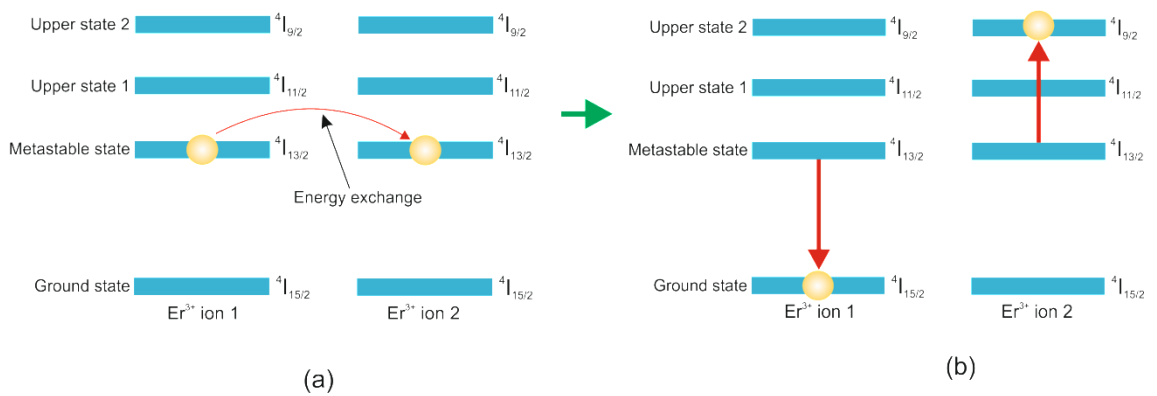 Upper state 2 ⁴I₉/₂ ⁴I₉/₂
Upper state 1 ⁴I₁₁/₂ ⁴I₁₁/₂
Metastable state ⁴I₁₃/₂ ⁴I₁₃/₂
Energy exchange
Ground state ⁴I₁₅/₂ ⁴I₁₅/₂
Er³⁺ ion 1 Er³⁺ ion 2
(a)
Upper state 2 ⁴I₉/₂ ⁴I₉/₂
Upper state 1 ⁴I₁₁/₂ ⁴I₁₁/₂
Metastable state ⁴I₁₃/₂ ⁴I₁₃/₂
Ground state ⁴I₁₅/₂ ⁴I₁₅/₂
Er³⁺ ion 1 Er³⁺ ion 2
(b)